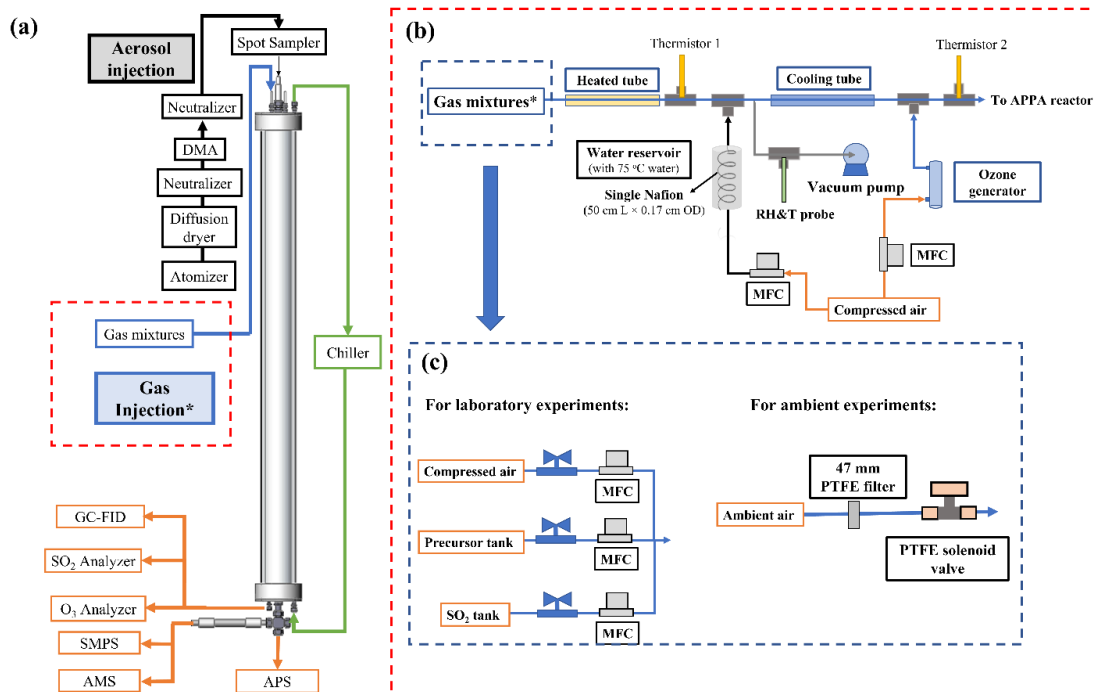 (a)
Spot Sampler
Aerosol
injection
Neutralizer
DMA
Neutralizer
Diffusion
dryer
Atomizer
Gas mixtures
Gas
Injection*
Chiller
GC-FID
SO₂ Analyzer
O₃ Analyzer
SMPS
AMS
APS
(b)
Thermistor 1
Thermistor 2
Heated tube
Cooling tube
Gas mixtures*
To APPA reactor
Water reservoir
(with 75 °C water)
Single Nafion
(50 cm L × 0.17 cm OD)
Vacuum pump
RH&T probe
Ozone
generator
MFC
MFC
Compressed air
(c)
For laboratory experiments:
Compressed air
MFC
Precursor tank
MFC
SO₂ tank
MFC
For ambient experiments:
47 mm
PTFE filter
Ambient air
PTFE solenoid
valve